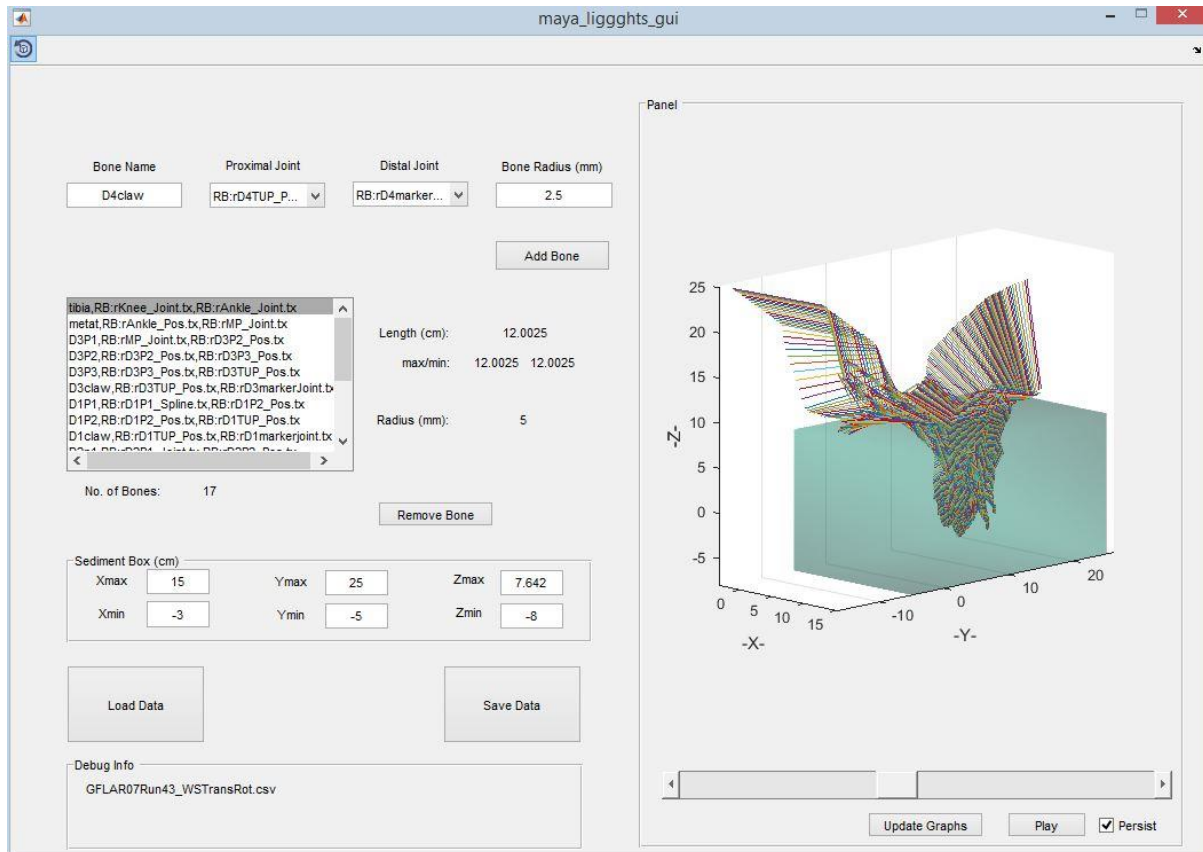 maya_liggghts_gui
Panel
Bone Name Proximal Joint Distal Joint Bone Radius (mm)
D4claw RB:rD4TUP_P... RB:rD4marker... 2.5
Add Bone
tibia,RB:rKnee_Joint.tx,RB:rAnkle_Joint.tx
metat,RB:rAnkle_Pos.tx,RB:rMP_Joint.tx
D3P1,RB:rMP_Joint.tx,RB:rD3P2_Pos.tx
D3P2,RB:rD3P2_Pos.tx,RB:rD3P3_Pos.tx
D3P3,RB:rD3P3_Pos.tx,RB:rD3TUP_Pos.tx
D3claw,RB:rD3TUP_Pos.tx,RB:rD3markerJoint.tx
D1P1,RB:rD1P1_Spline.tx,RB:rD1P2_Pos.tx
D1P2,RB:rD1P2_Pos.tx,RB:rD1TUP_Pos.tx
D1claw,RB:rD1TUP_Pos.tx,RB:rD1markerjoint.tx
Length (cm): 12.0025
max/min: 12.0025 12.0025
Radius (mm): 5
No. of Bones: 17
Remove Bone
Sediment Box (cm)
Xmax 15 Ymax 25 Zmax 7.642
Xmin -3 Ymin -5 Zmin -8
Load Data Save Data
Debug Info
GFLAR07Run43_WSTransRot.csv
25
20
15
10
5
0
-5
-Z-
0 5 10 15
-X-
-10 0 10 20
-Y-
Update Graphs Play Persist